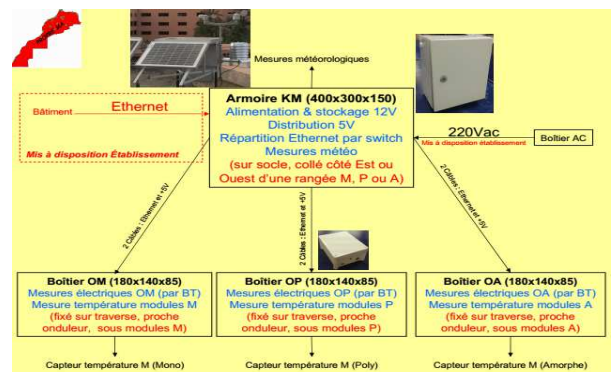 Mesures météorologiques
Armoire KM (400x300x150)
Alimentation & stockage 12V
Distribution 5V
Répartition Ethernet par switch
Mesures météo
(sur socle, collé côté Est ou
Ouest d'une rangée M, P ou A)
Bâtiment
Ethernet
Mis à disposition Établissement
220Vac
Mis à disposition établissement
Boîtier AC
2 Câbles : Ethernet et +5V
2 Câbles : Ethernet et +5V
2 Câbles : Ethernet et +5V
Boîtier OM (180x140x85)
Mesures électriques OM (par BT)
Mesure température modules M
(fixé sur traverse, proche
onduleur, sous modules M)
Boîtier OP (180x140x85)
Mesures électriques OP (par BT)
Mesure température modules P
(fixé sur traverse, proche
onduleur, sous modules P)
Boîtier OA (180x140x85)
Mesures électriques OA (par BT)
Mesure température modules A
(fixé sur traverse, proche
onduleur, sous modules A)
Capteur température M (Mono)
Capteur température M (Poly)
Capteur température M (Amorphe)